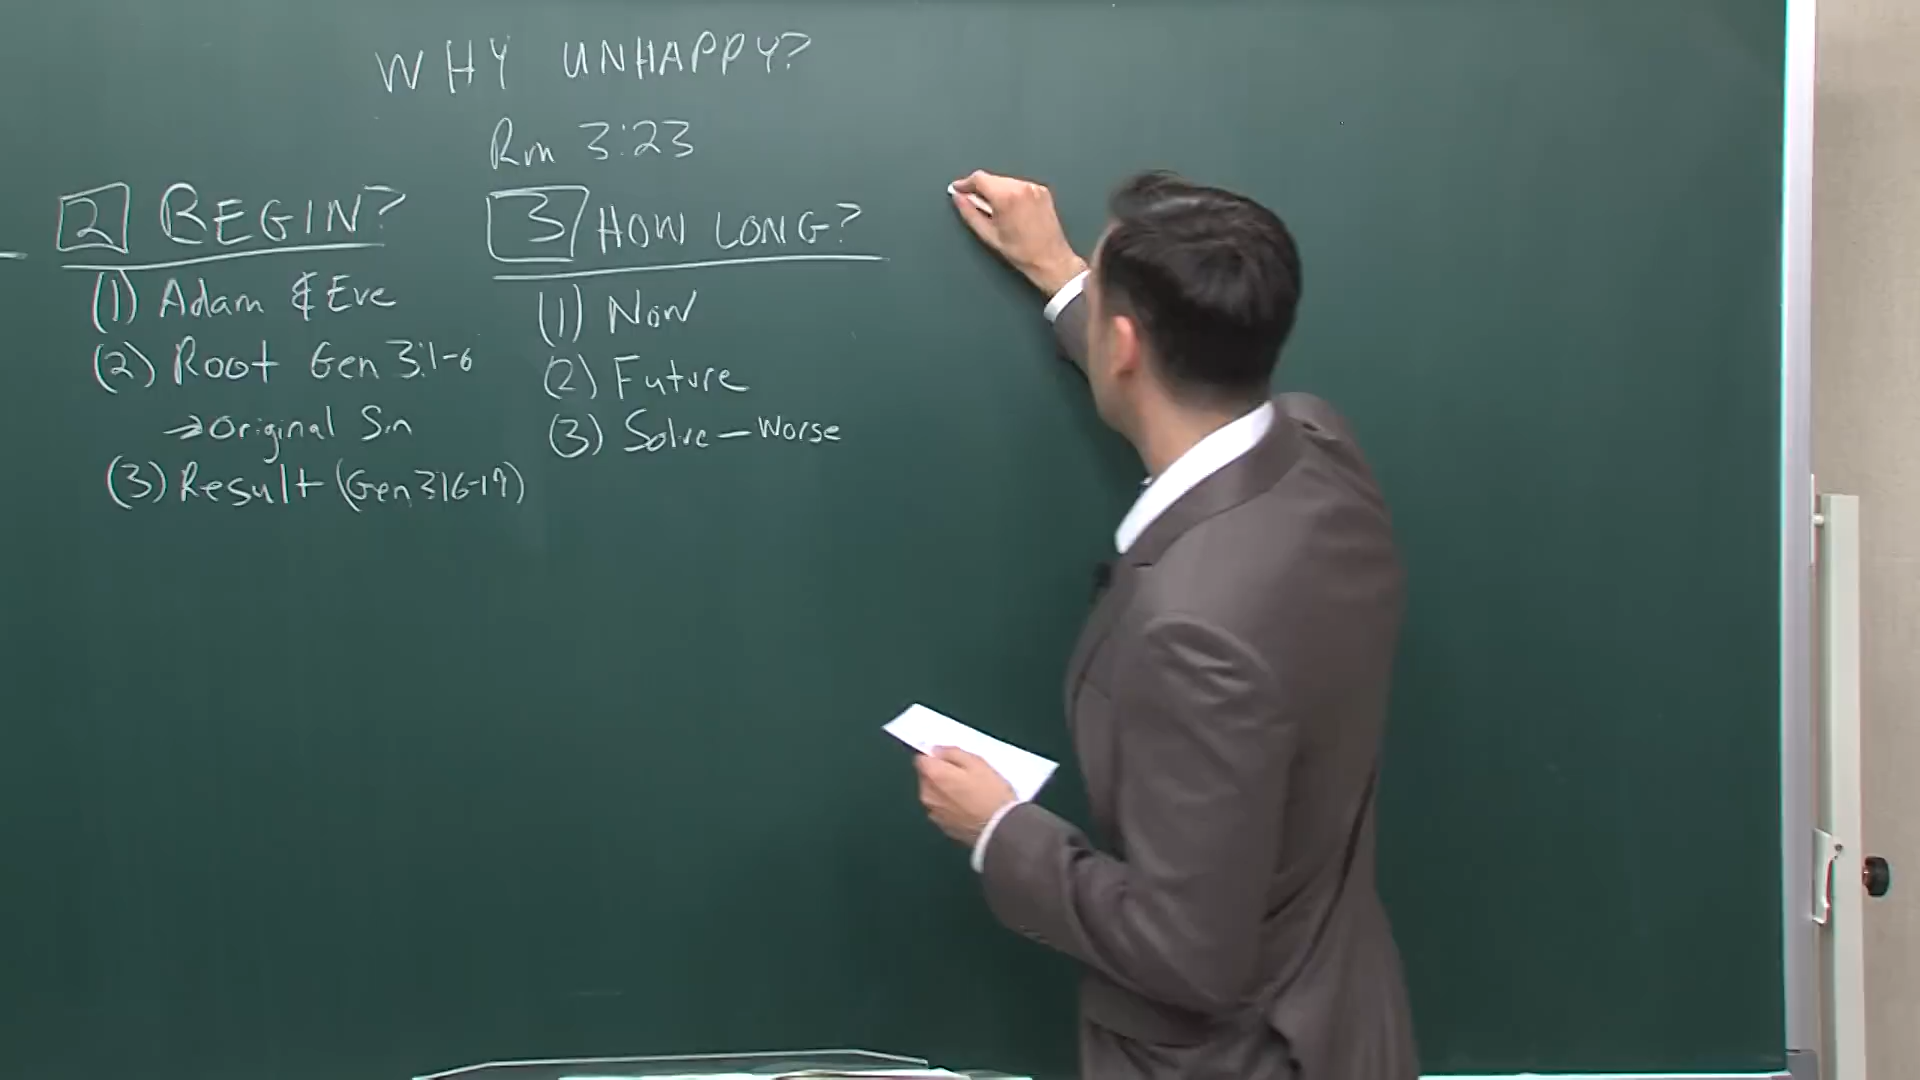 WHY UNHAPPY?
Rm 3:23
2 BEGIN?
(1) Adam & Eve
(2) Root Gen 3:1-6
→ Original Sin
(3) Result (Gen 3:16-19)
3 HOW LONG?
(1) Now
(2) Future
(3) Solve - Worse